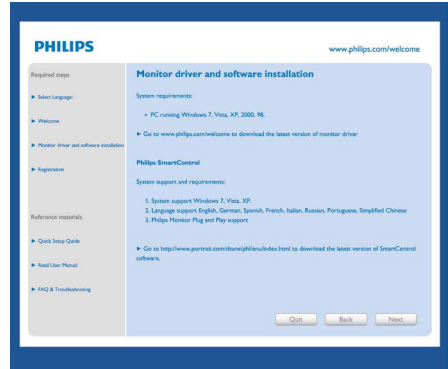 PHILIPS
www.philips.com/welcome
Required steps
Select Language:
Welcome
Monitor driver and software installation
Registration
Reference materials
Quick Setup Guide
Read User Manual
FAQ & Troubleshooting
Monitor driver and software installation
System requirements:
• PC running Windows 7, Vista, XP, 2000, 98.
Go to www.philips.com/welcome to download the latest version of monitor driver
Philips SmartControl
System support and requirements:
1. System support Windows 7, Vista, XP.
2. Language support English, German, Spanish, French, Italian, Russian, Portuguese, Simplified Chinese
3. Philips Monitor Plug and Play support
Go to http://www.portrait.com/dtune/phl/enu/index.html to download the latest version of SmartControl
software.
Quit
Back
Next